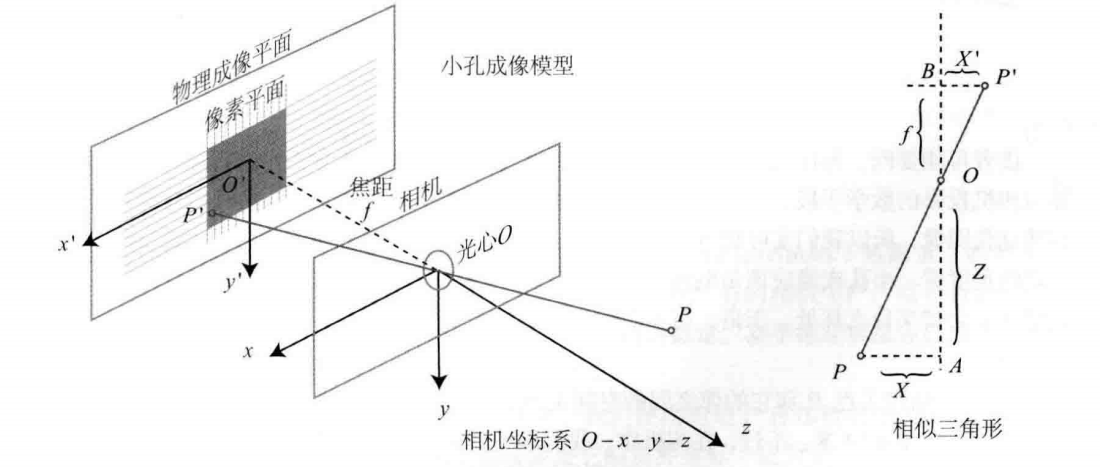 小孔成像模型
物理成像平面
像素平面
O'
P'
x'
y'
焦距
f
相机
光心O
P
x
y
z
相机坐标系 O-x-y-z
B
X'
P'
f
O
Z
P
X
A
相似三角形